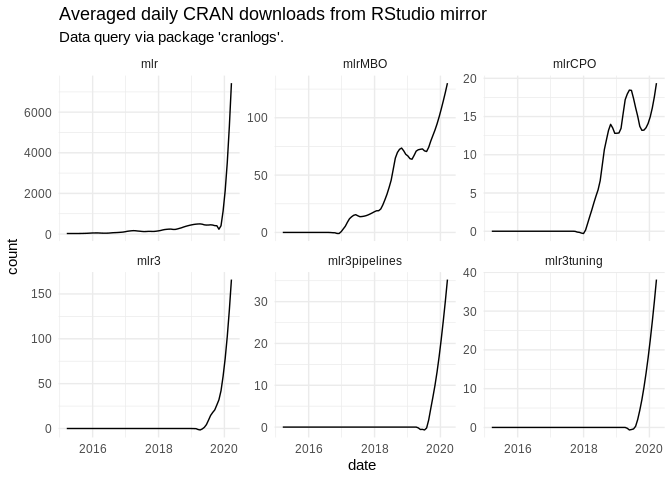 Averaged daily CRAN downloads from RStudio mirror
Data query via package 'cranlogs'.
mlr
mlrMBO
mlrCPO
6000
4000
2000
0
100
50
0
20
15
10
5
0
mlr3
mlr3pipelines
mlr3tuning
150
100
50
0
30
20
10
0
40
30
20
10
0
2016 2018 2020
2016 2018 2020
2016 2018 2020
date
count